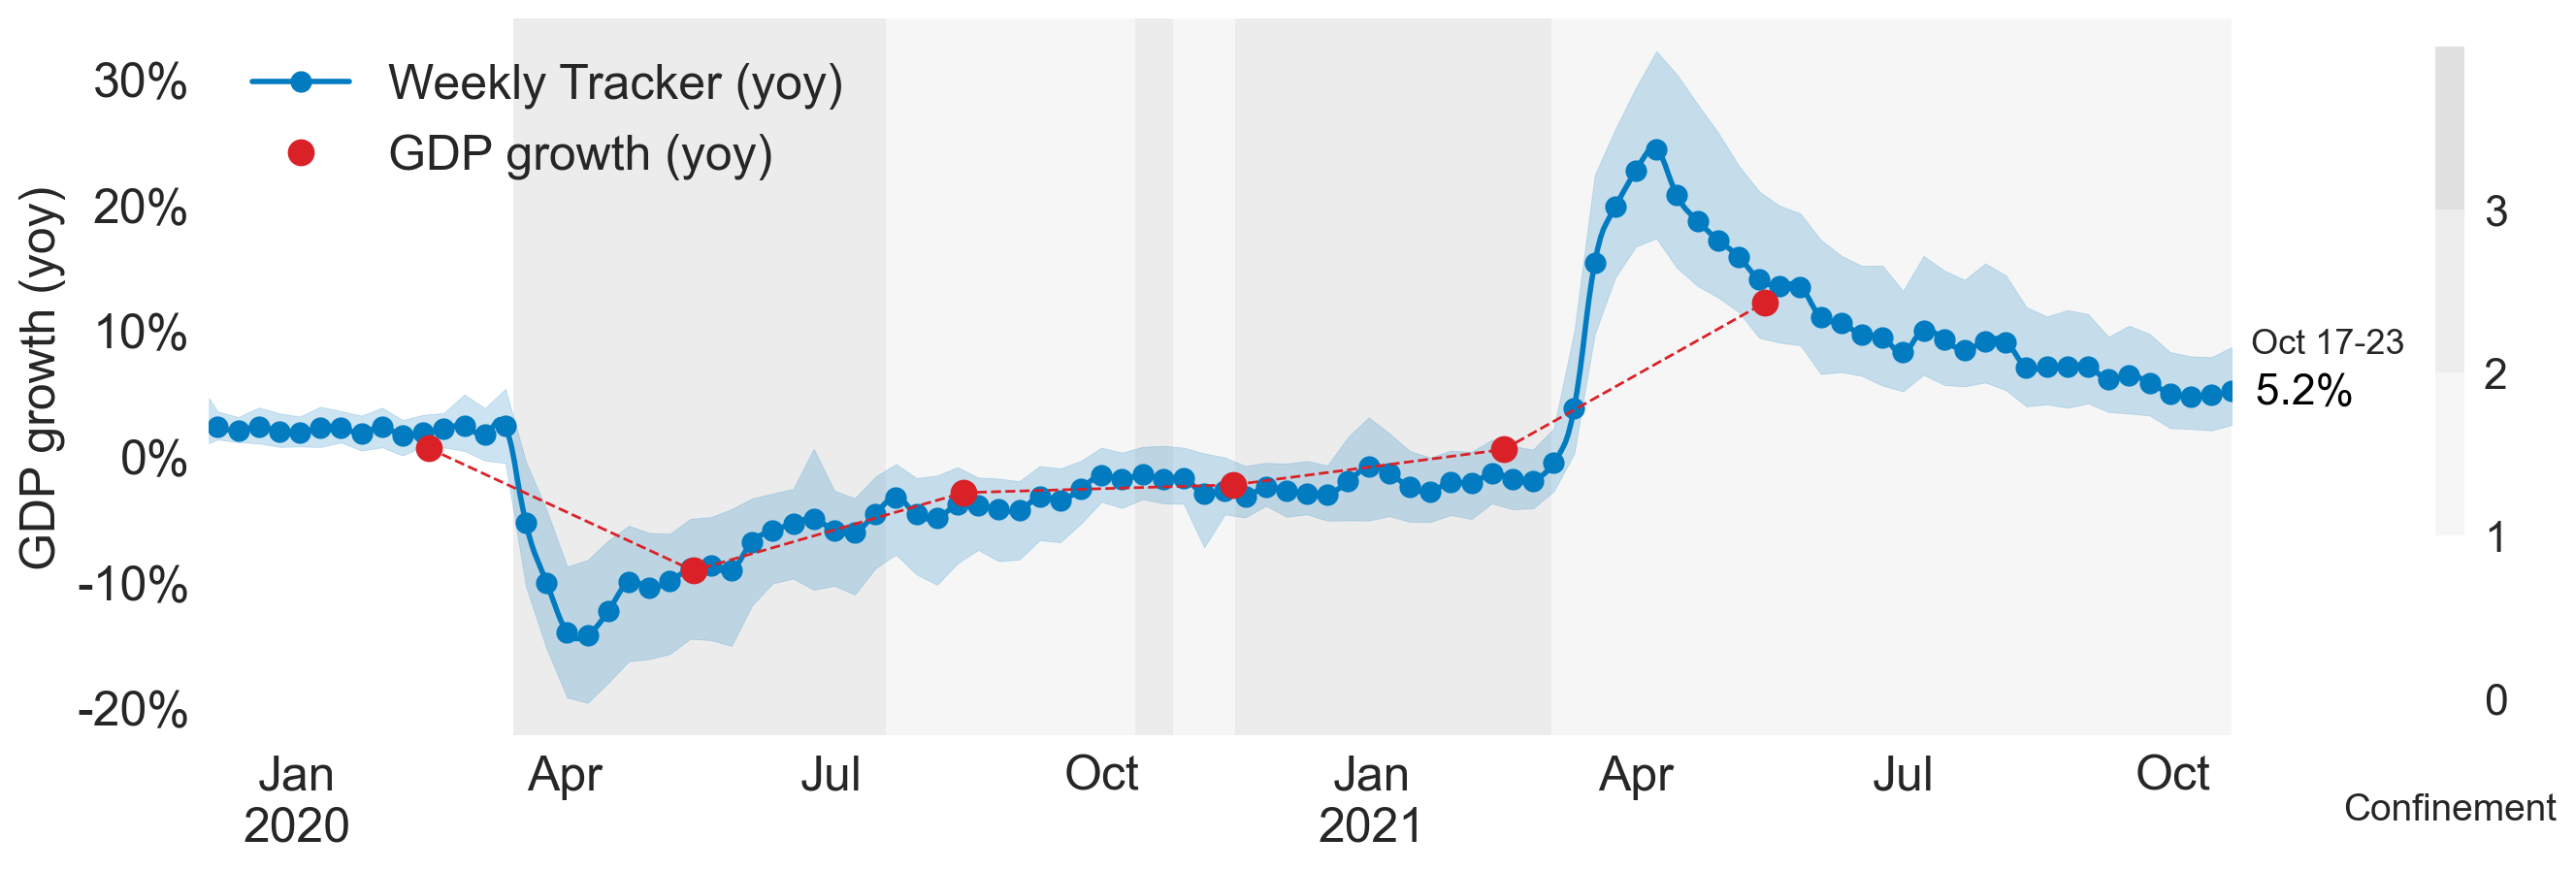 Weekly Tracker (yoy)
GDP growth (yoy)
GDP growth (yoy)
30%
20%
10%
0%
-10%
-20%
Jan
2020
Apr
Jul
Oct
Jan
2021
Apr
Jul
Oct
Oct 17-23
5.2%
3
2
1
0
Confinement